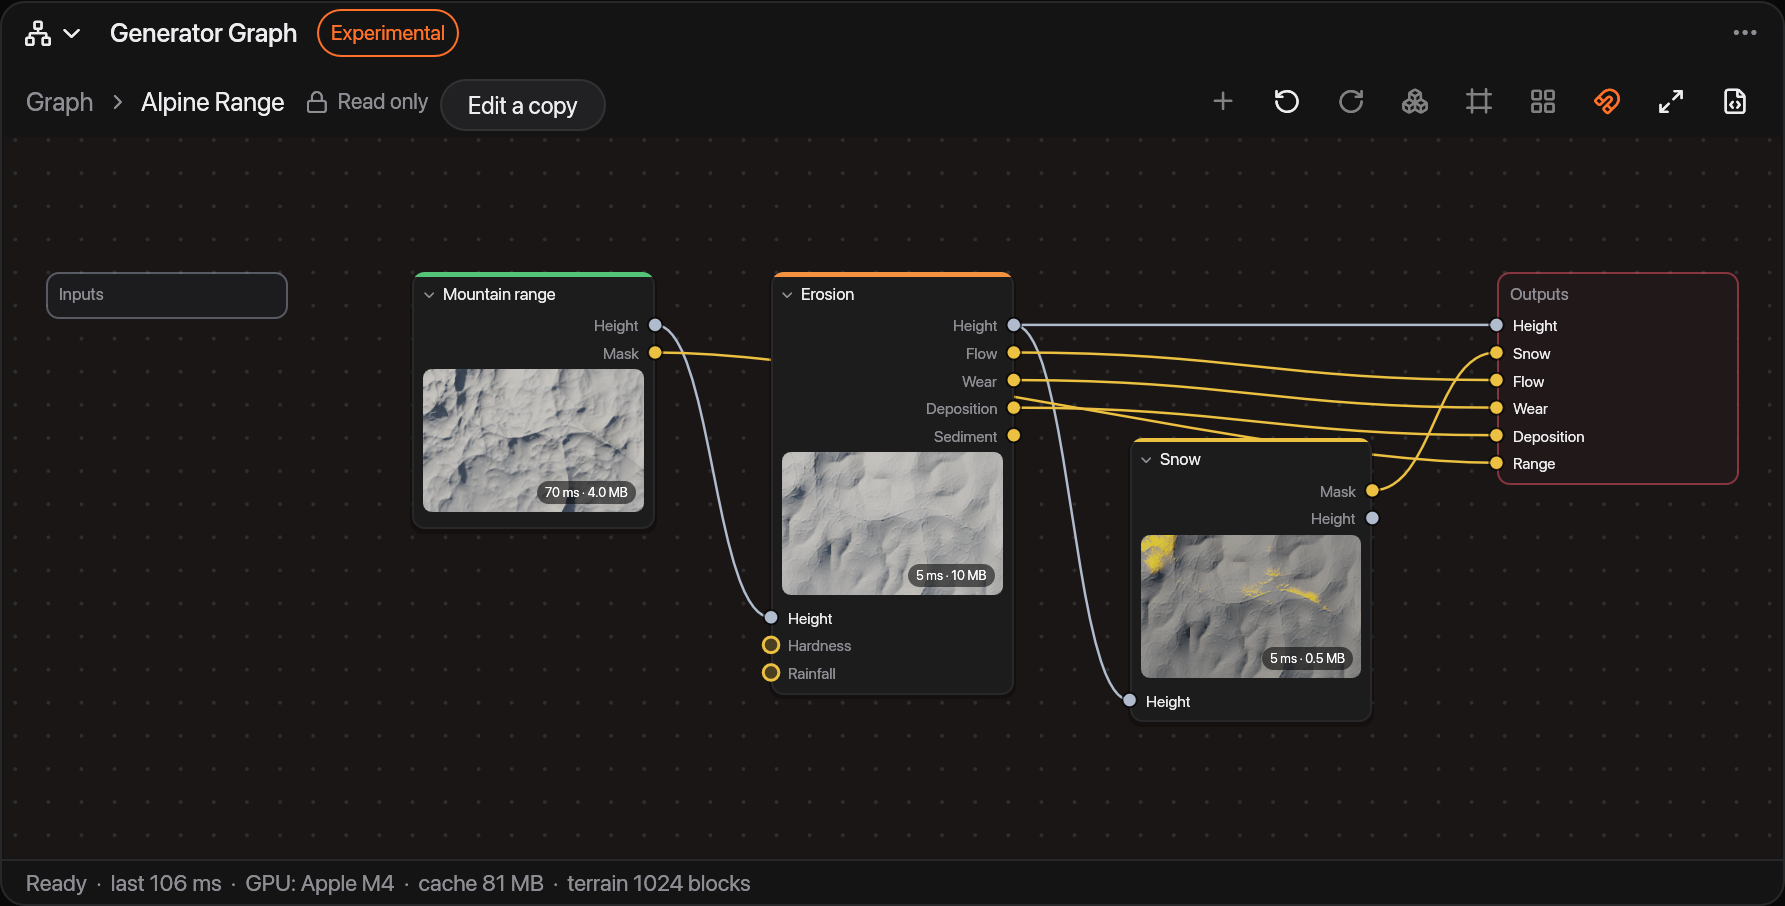 Generator Graph
Experimental
Graph
Alpine Range
Read only
Edit a copy
Inputs
Mountain range
Height
Mask
70 ms · 4.0 MB
Erosion
Height
Flow
Wear
Deposition
Sediment
5 ms · 10 MB
Height
Hardness
Rainfall
Snow
Mask
Height
5 ms · 0.5 MB
Height
Outputs
Height
Snow
Flow
Wear
Deposition
Range
Ready · last 106 ms · GPU: Apple M4 · cache 81 MB · terrain 1024 blocks